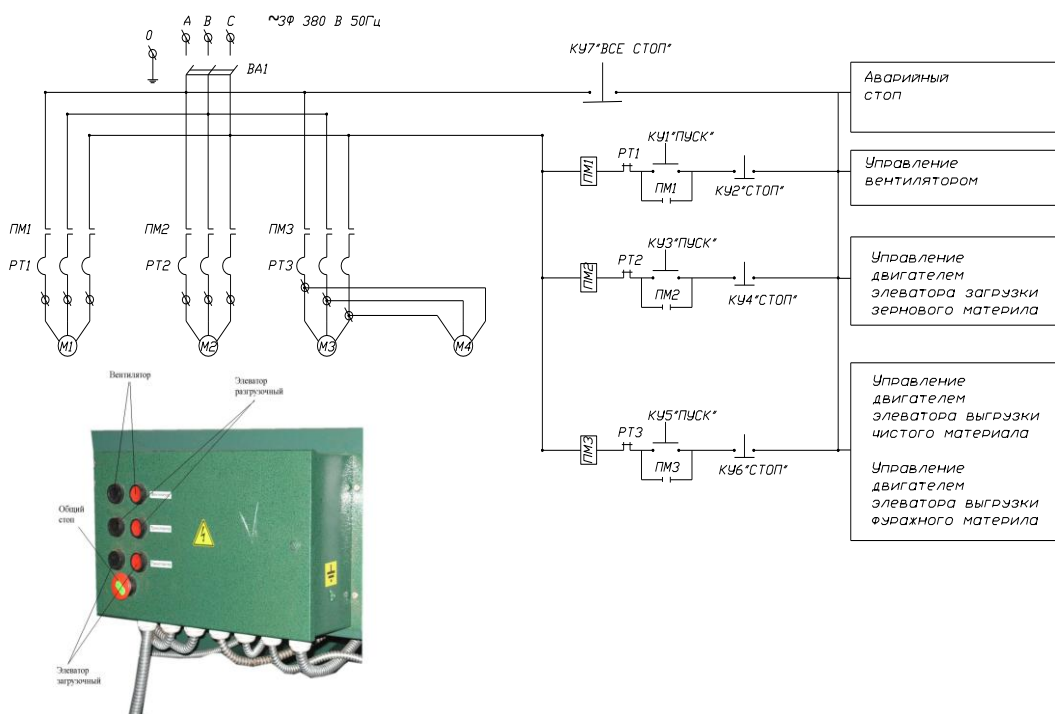 0
A B C ~3Ф 380 В 50Гц
ВА1
КУ7"ВСЕ СТОП"
Аварийный
стоп
ПМ1
РТ1
КУ1"ПУСК"
ПМ1
КУ2"СТОП"
Управление
вентилятором
ПМ1
ПМ2
ПМ3
РТ1
РТ2
РТ3
ПМ2
РТ2
КУ3"ПУСК"
ПМ2
КУ4"СТОП"
Управление
двигателем
элеватора загрузки
зернового материла
М1
М2
М3
М4
ПМ3
РТ3
КУ5"ПУСК"
ПМ3
КУ6"СТОП"
Управление
двигателем
элеватора выгрузки
чистого материала
Управление
двигателем
элеватора выгрузки
фуражного материла
Вентилятор
Элеватор
разгрузочный
Общий
стоп
Элеватор
загрузочный